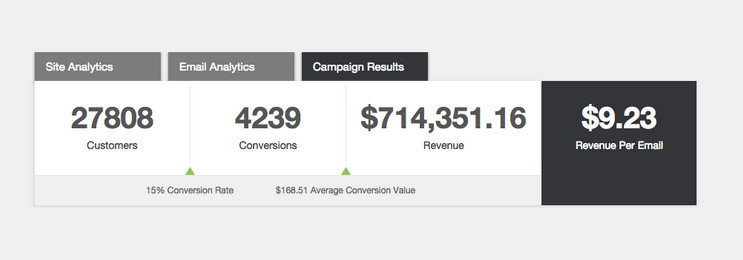 Site Analytics
Email Analytics
Campaign Results
27808
Customers
4239
Conversions
$714,351.16
Revenue
$9.23
Revenue Per Email
15% Conversion Rate
$168.51 Average Conversion Value